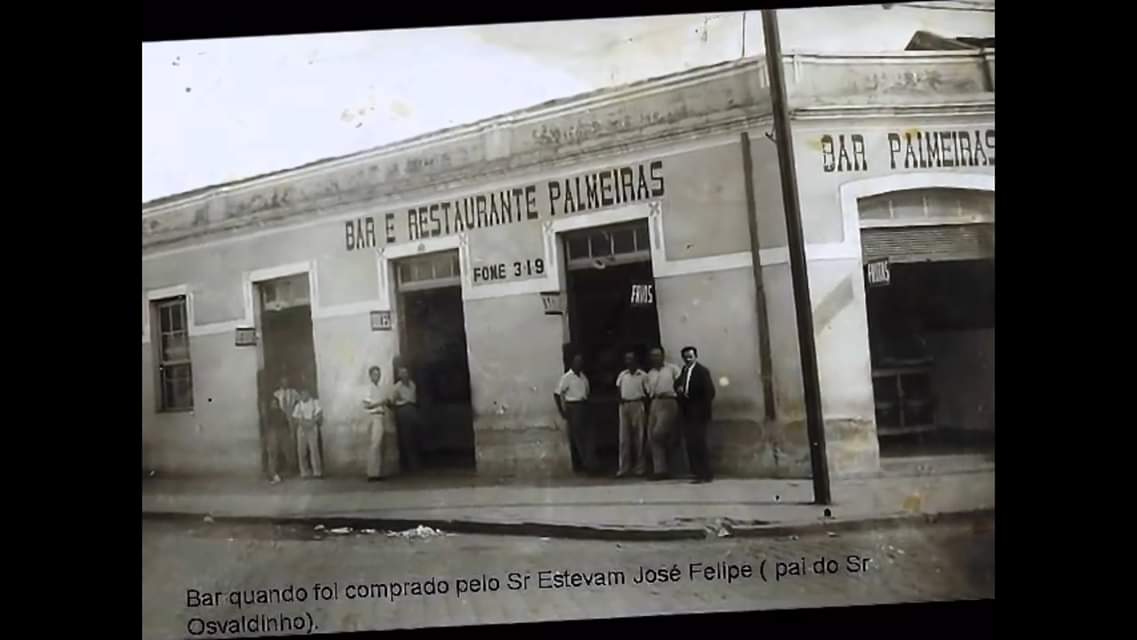 BAR E RESTAURANTE PALMEIRAS
BAR PALMEIRAS
FONE 319
FRIOS
FRUTAS
Bar quando foi comprado pelo Sr Estevam José Felipe ( pai do Sr
Osvaldinho).